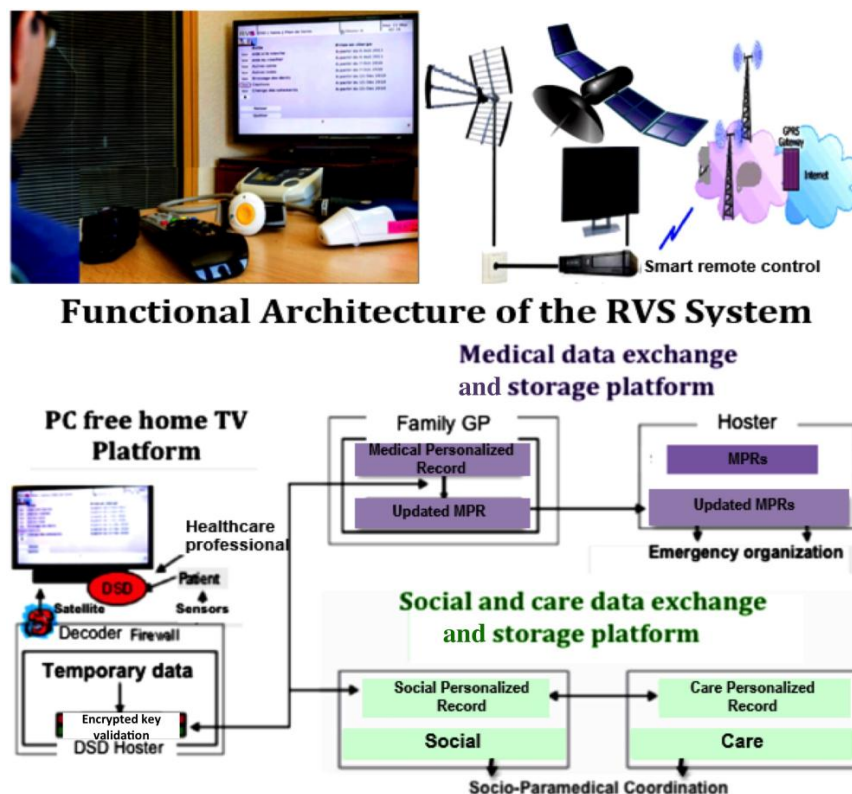 RVS
GPRS
Gateway
Internet
Smart remote control
Functional Architecture of the RVS System
Medical data exchange
and storage platform
PC free home TV
Platform
Family GP
Hoster
Medical Personalized
Record
MPRs
Updated MPR
Updated MPRs
Emergency organization
Healthcare
professional
DSD
Patient
Satellite
Sensors
S
Decoder Firewall
Temporary data
Encrypted key
validation
DSD Hoster
Social and care data exchange
and storage platform
Social Personalized
Record
Care Personalized
Record
Social
Care
Socio-Paramedical Coordination